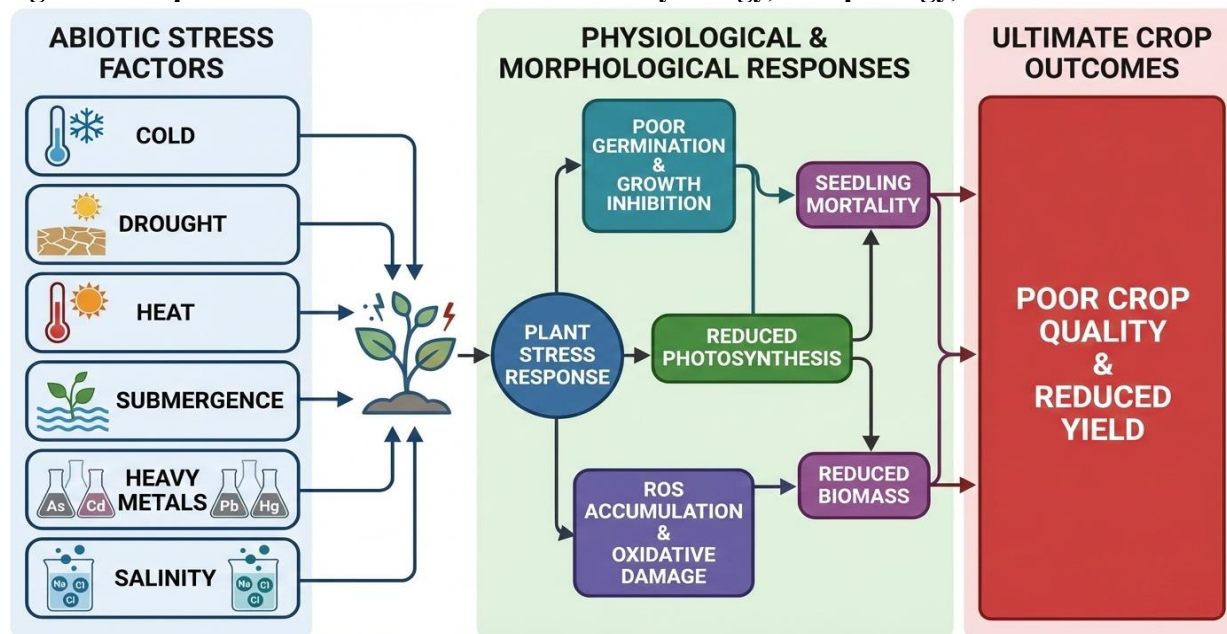 ABIOTIC STRESS
FACTORS
COLD
DROUGHT
HEAT
SUBMERGENCE
HEAVY
METALS
As
Cd
Pb
Hg
SALINITY
Na
Cl
Cl
Na
Cl
Cl
PHYSIOLOGICAL &
MORPHOLOGICAL RESPONSES
PLANT
STRESS
RESPONSE
POOR
GERMINATION
&
GROWTH
INHIBITION
REDUCED
PHOTOSYNTHESIS
ROS
ACCUMULATION
&
OXIDATIVE
DAMAGE
SEEDLING
MORTALITY
REDUCED
BIOMASS
ULTIMATE CROP
OUTCOMES
POOR CROP
QUALITY
&
REDUCED
YIELD